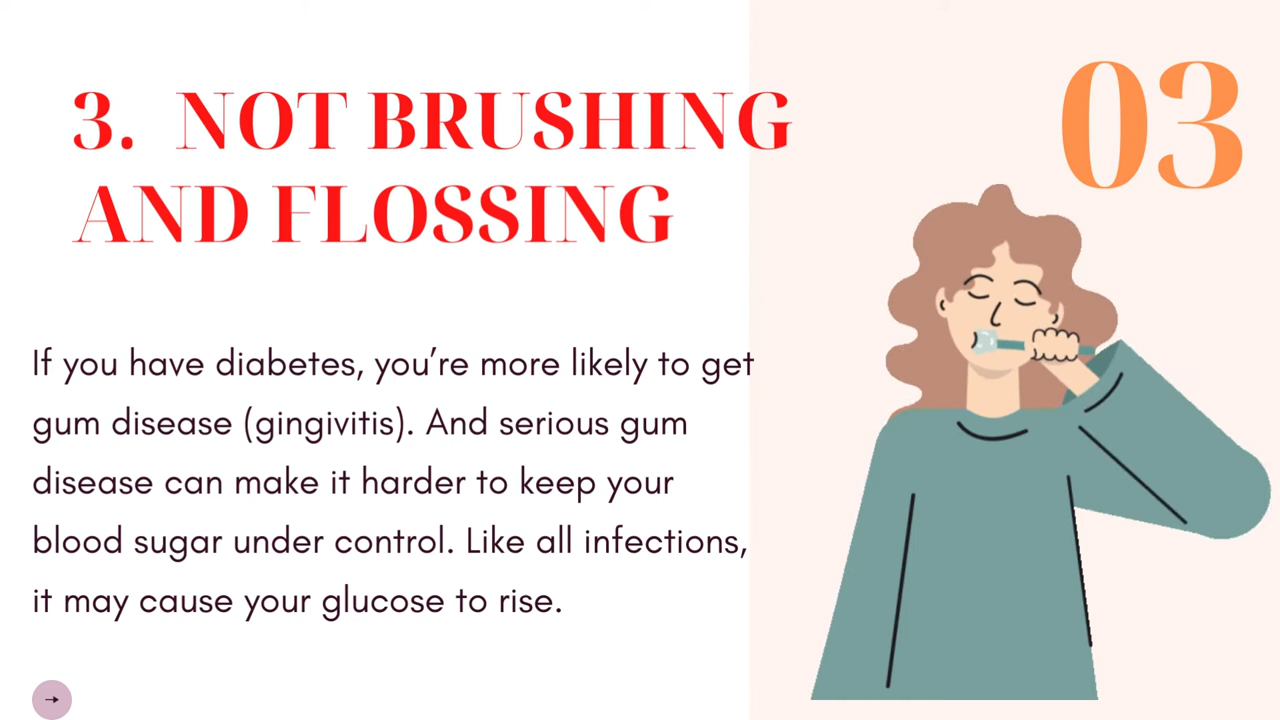 03
3. NOT BRUSHING
AND FLOSSING
If you have diabetes, you’re more likely to get
gum disease (gingivitis). And serious gum
disease can make it harder to keep your
blood sugar under control. Like all infections,
it may cause your glucose to rise.